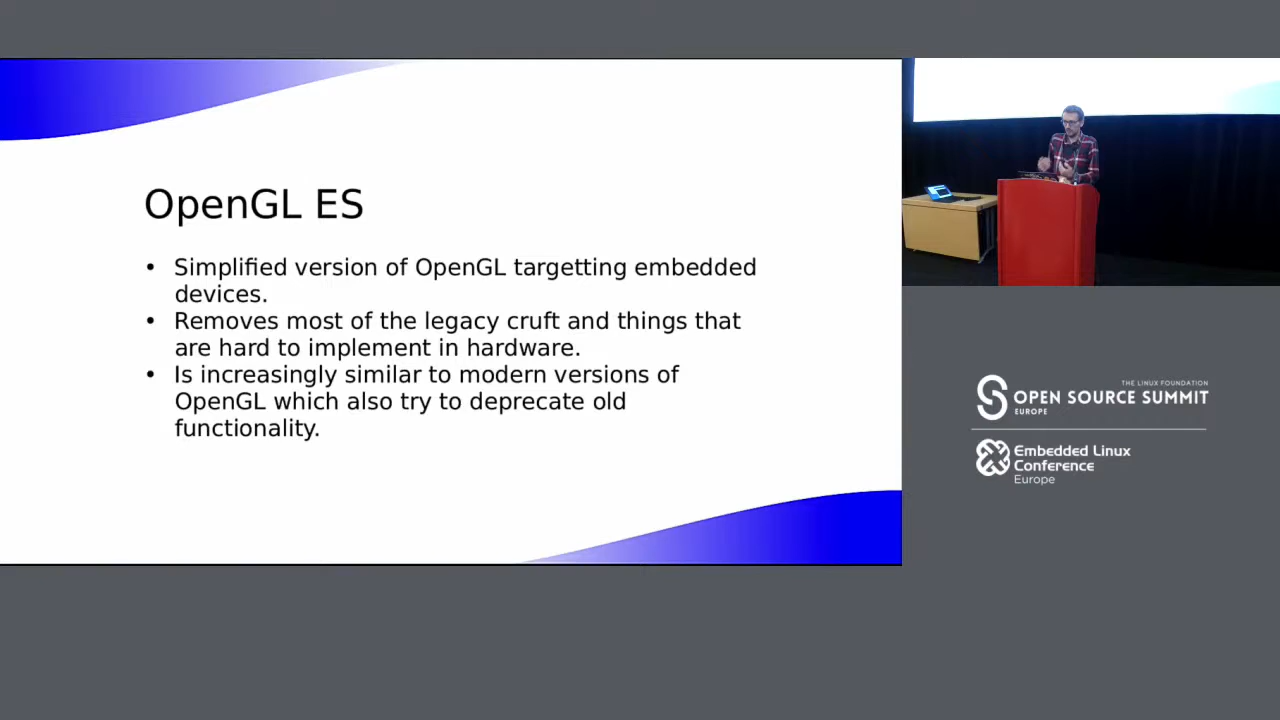 OpenGL ES
• Simplified version of OpenGL targetting embedded
devices.
• Removes most of the legacy cruft and things that
are hard to implement in hardware.
• Is increasingly similar to modern versions of
OpenGL which also try to deprecate old
functionality.
THE LINUX FOUNDATION
OPEN SOURCE SUMMIT
EUROPE
Embedded Linux
Conference
Europe